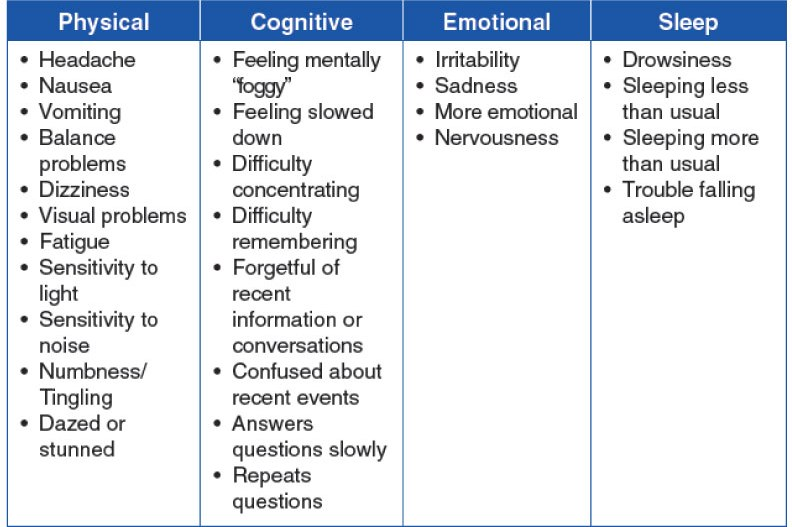 Physical
• Headache
• Nausea
• Vomiting
• Balance
problems
• Dizziness
• Visual problems
• Fatigue
• Sensitivity to
light
• Sensitivity to
noise
• Numbness/
Tingling
• Dazed or
stunned
Cognitive
• Feeling mentally
“foggy”
• Feeling slowed
down
• Difficulty
concentrating
• Difficulty
remembering
• Forgetful of
recent
information or
conversations
• Confused about
recent events
• Answers
questions slowly
• Repeats
questions
Emotional
• Irritability
• Sadness
• More emotional
• Nervousness
Sleep
• Drowsiness
• Sleeping less
than usual
• Sleeping more
than usual
• Trouble falling
asleep